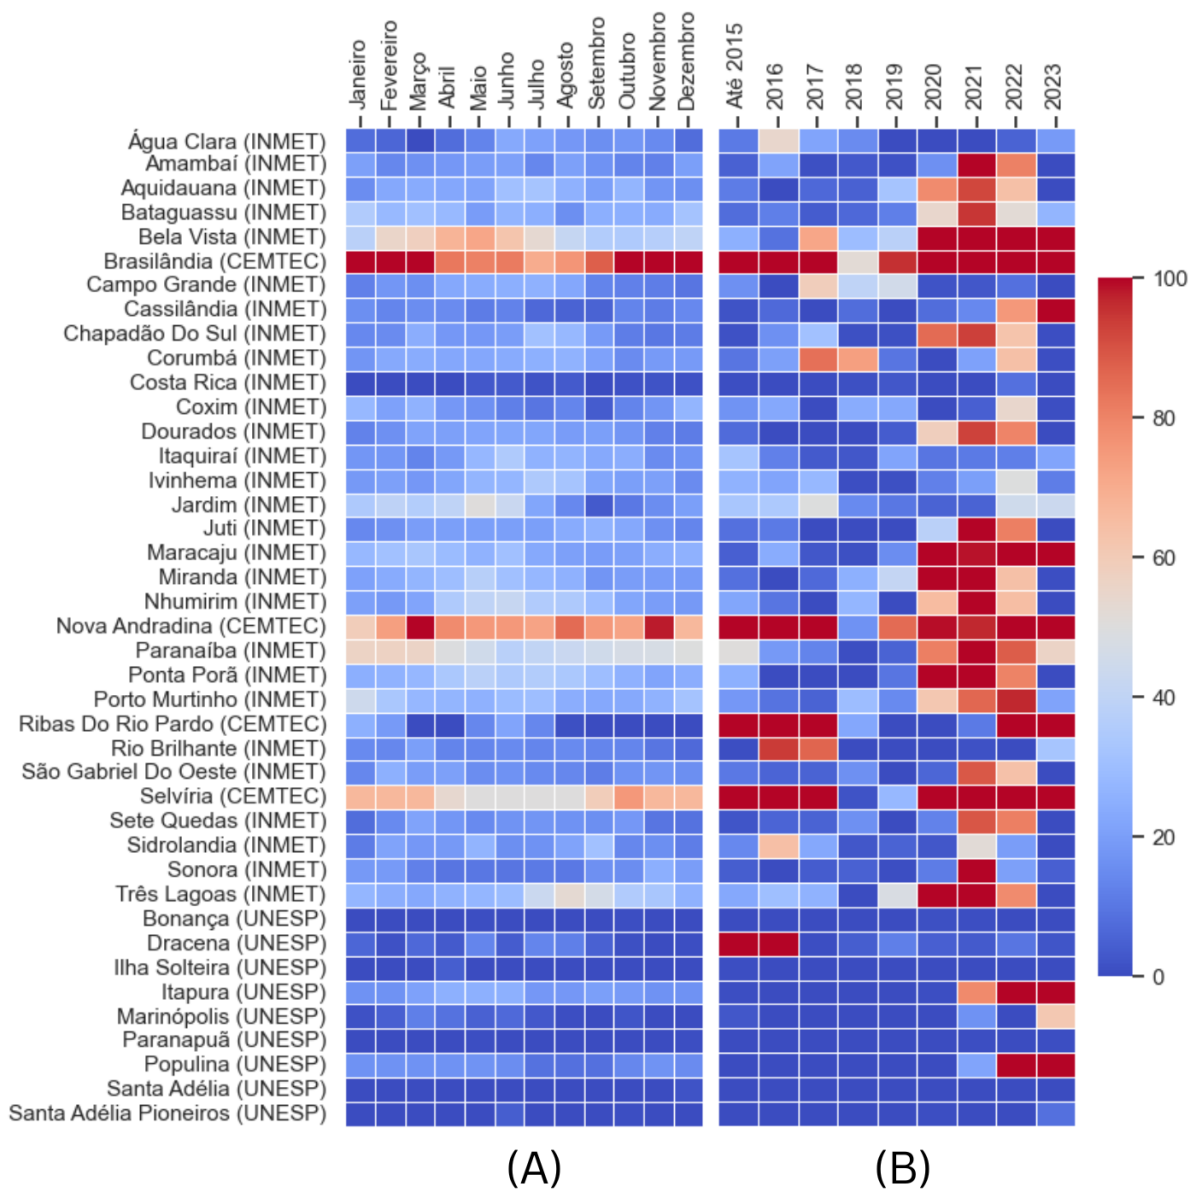 Janeiro
Fevereiro
Março
Abril
Maio
Junho
Julho
Agosto
Setembro
Outubro
Novembro
Dezembro
Até 2015
2016
2017
2018
2019
2020
2021
2022
2023
Água Clara (INMET)
Amambaí (INMET)
Aquidauana (INMET)
Bataguassu (INMET)
Bela Vista (INMET)
Brasilândia (CEMTEC)
Campo Grande (INMET)
Cassilândia (INMET)
Chapadão Do Sul (INMET)
Corumbá (INMET)
Costa Rica (INMET)
Coxim (INMET)
Dourados (INMET)
Itaquiraí (INMET)
Ivinhema (INMET)
Jardim (INMET)
Juti (INMET)
Maracaju (INMET)
Miranda (INMET)
Nhumirim (INMET)
Nova Andradina (CEMTEC)
Paranaíba (INMET)
Ponta Porã (INMET)
Porto Murtinho (INMET)
Ribas Do Rio Pardo (CEMTEC)
Rio Brilhante (INMET)
São Gabriel Do Oeste (INMET)
Selvíria (CEMTEC)
Sete Quedas (INMET)
Sidrolandia (INMET)
Sonora (INMET)
Três Lagoas (INMET)
Bonança (UNESP)
Dracena (UNESP)
Ilha Solteira (UNESP)
Itapura (UNESP)
Marinópolis (UNESP)
Paranapuã (UNESP)
Populina (UNESP)
Santa Adélia (UNESP)
Santa Adélia Pioneiros (UNESP)
100
80
60
40
20
0
(A)
(B)